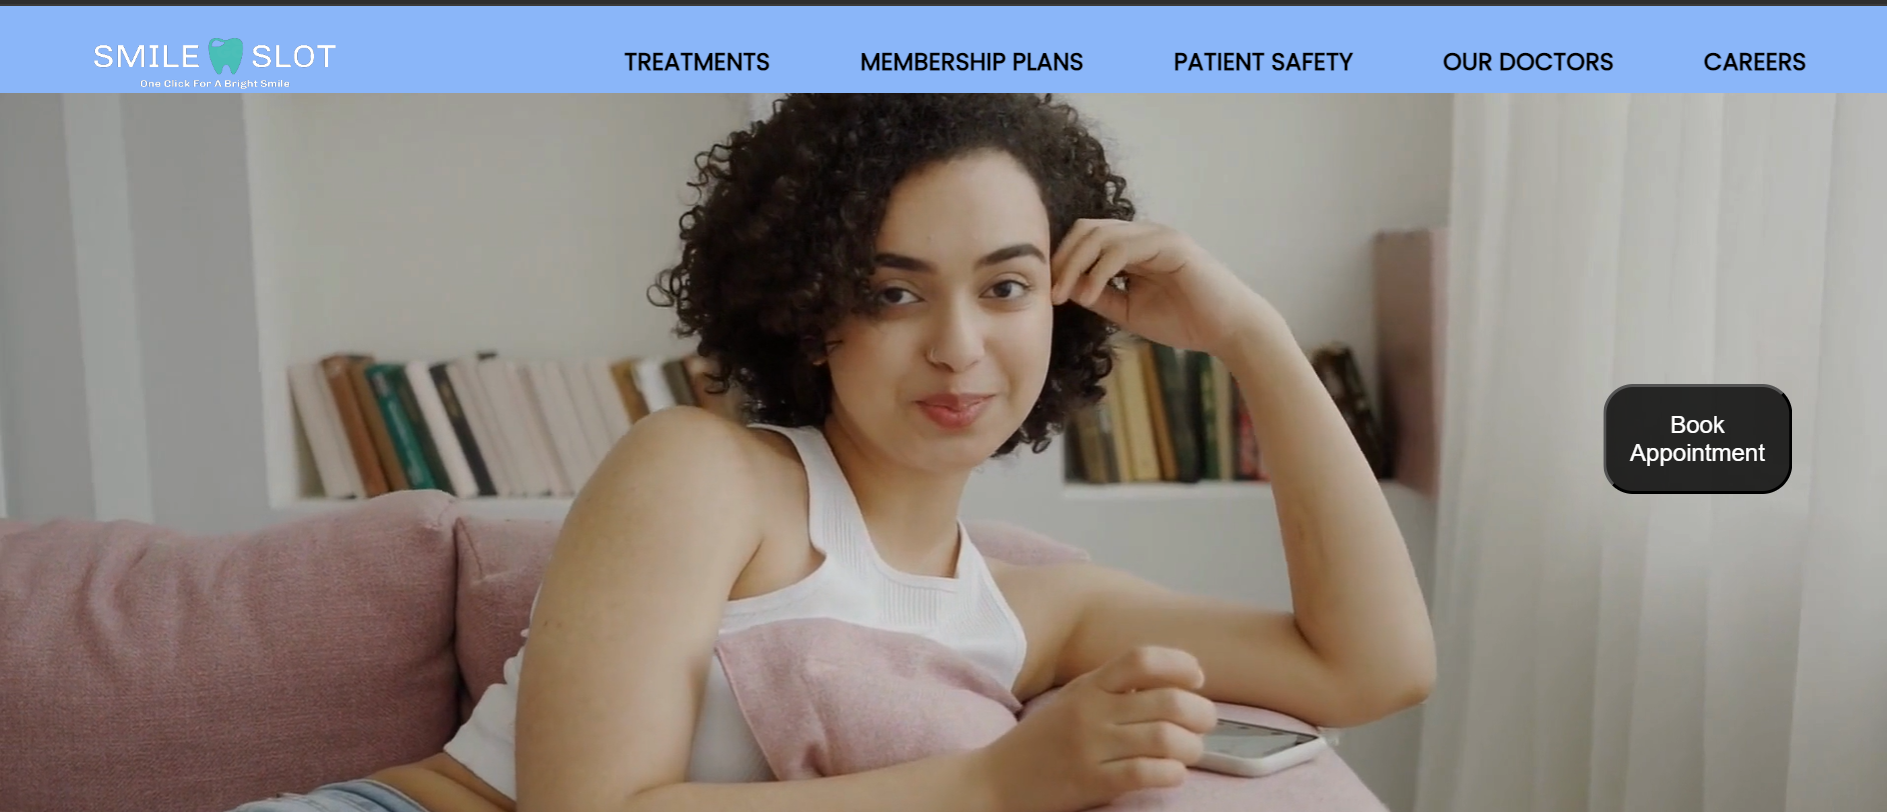 SMILE SLOT
One Click For A Bright Smile
TREATMENTS
MEMBERSHIP PLANS
PATIENT SAFETY
OUR DOCTORS
CAREERS
Book
Appointment